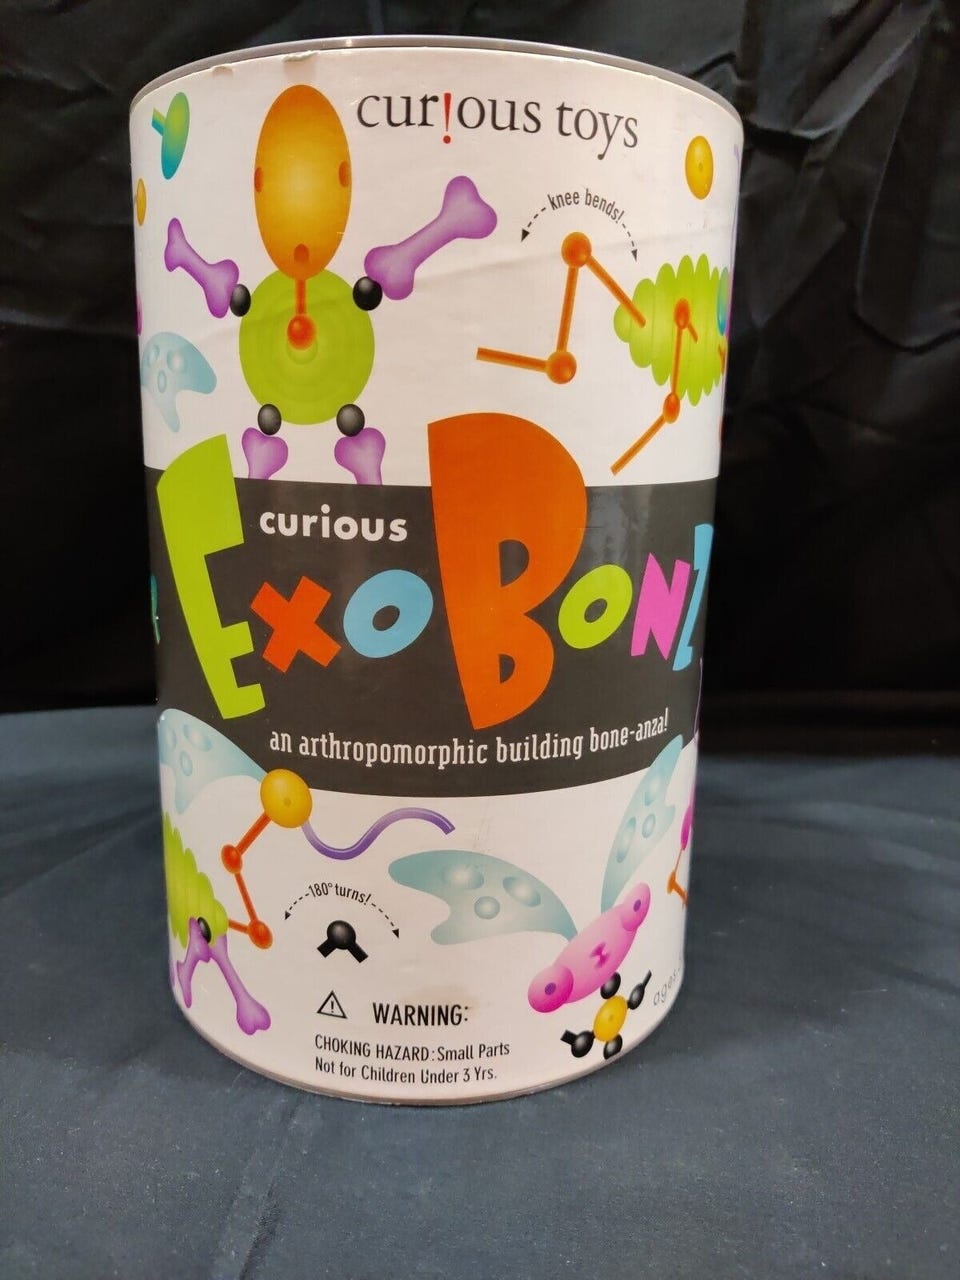 cur!ous toys
knee bends!
curious
ExoBonz
an arthropomorphic building bone-anza!
180° turns!
WARNING:
CHOKING HAZARD: Small Parts
Not for Children Under 3 Yrs.
ages